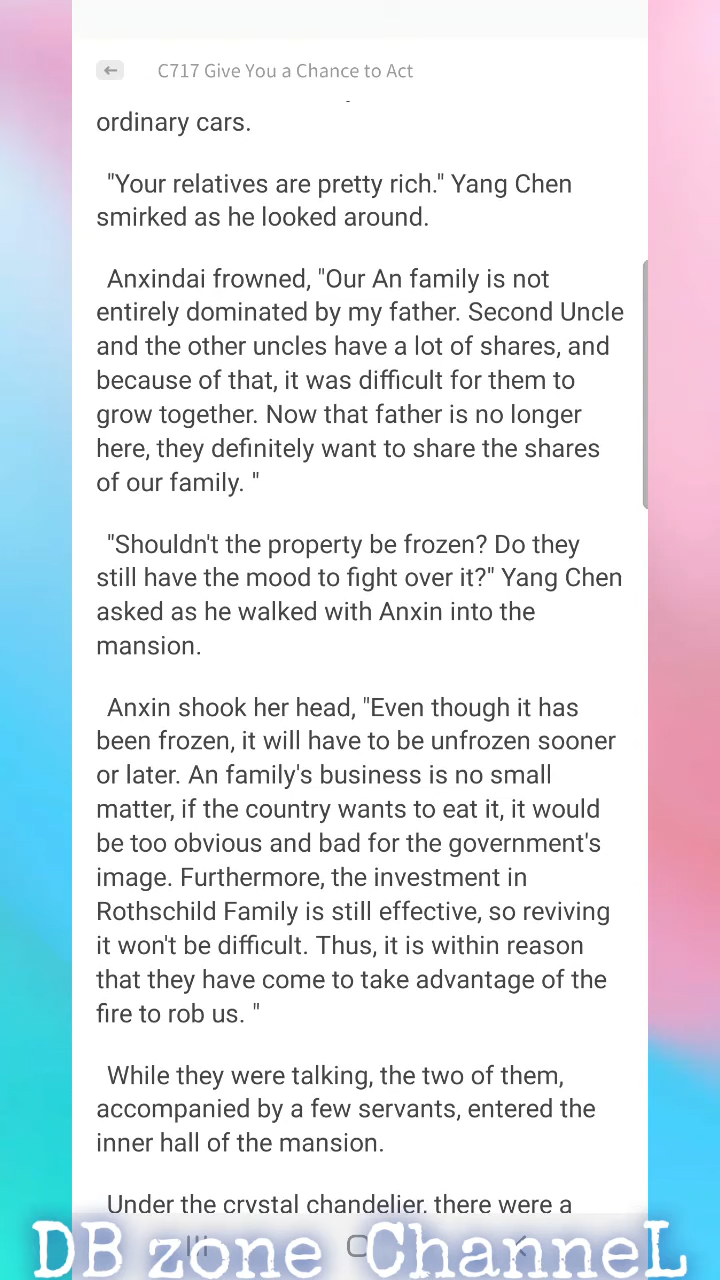 C717 Give You a Chance to Act
ordinary cars.
"Your relatives are pretty rich." Yang Chen
smirked as he looked around.
Anxindai frowned, "Our An family is not
entirely dominated by my father. Second Uncle
and the other uncles have a lot of shares, and
because of that, it was difficult for them to
grow together. Now that father is no longer
here, they definitely want to share the shares
of our family. "
"Shouldn't the property be frozen? Do they
still have the mood to fight over it?" Yang Chen
asked as he walked with Anxin into the
mansion.
Anxin shook her head, "Even though it has
been frozen, it will have to be unfrozen sooner
or later. An family's business is no small
matter, if the country wants to eat it, it would
be too obvious and bad for the government's
image. Furthermore, the investment in
Rothschild Family is still effective, so reviving
it won't be difficult. Thus, it is within reason
that they have come to take advantage of the
fire to rob us. "
While they were talking, the two of them,
accompanied by a few servants, entered the
inner hall of the mansion.
Under the crystal chandelier, there were a
DB zone ChanneL